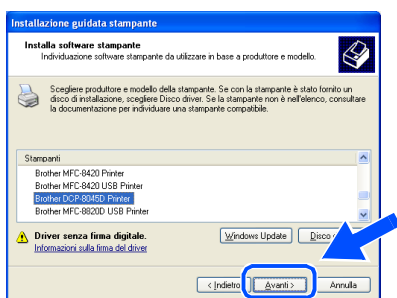 Installazione guidata stampante
Installa software stampante
Individuazione software stampante da utilizzare in base a produttore e modello.
Scegliere produttore e modello della stampante. Se con la stampante è stato fornito un
disco di installazione, scegliere Disco driver. Se la stampante non è nell'elenco, consultare
la documentazione per individuare una stampante compatibile.
Stampanti
Brother MFC-8420 Printer
Brother MFC-8420 USB Printer
Brother DCP-8045D Printer
Brother MFC-8820D USB Printer
Driver senza firma digitale.
Windows Update
Disco
Informazioni sulla firma del driver
< Indietro
Avanti >
Annulla